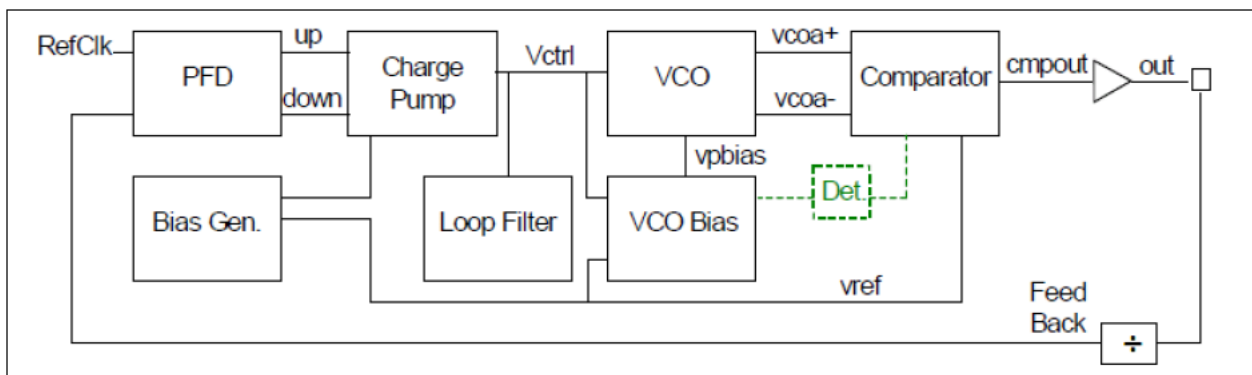 RefClk
PFD
up
down
Charge
Pump
Vctrl
VCO
vcoa+
vcoa-
Comparator
cmpout
out
Bias Gen.
Loop Filter
vpbias
VCO Bias
Det.
vref
Feed
Back
÷